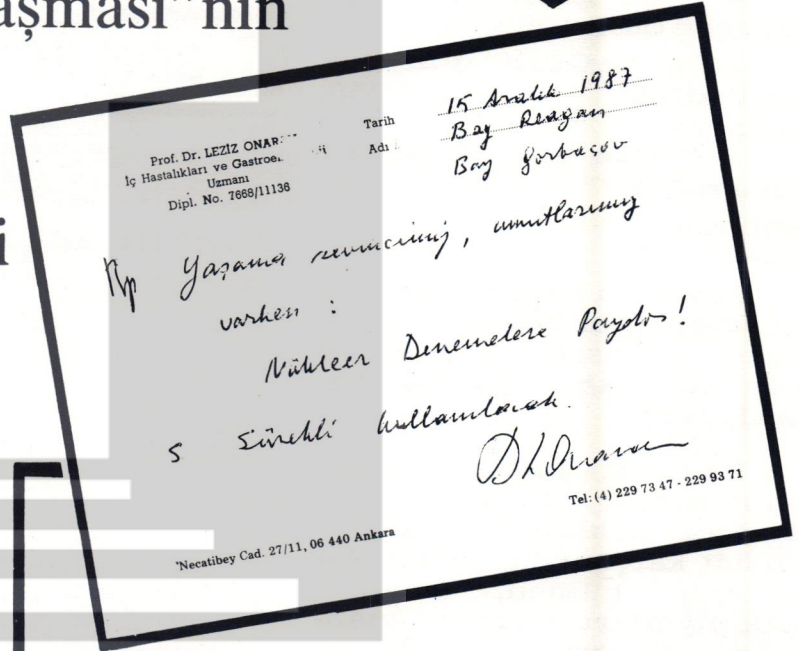 aşması"nın
i
Prof. Dr. LEZİZ ONAR
İç Hastalıkları ve Gastroe
Uzmanı
Dipl. No. 7668/11136
Tarih 15 Aralık 1987
Adı Bay Reagan
Bay Gorbaçov
Rp Yaşama sevincimiz, umutlarımız
varken :
Nükleer Denemelere Paydos!
S Sürekli kullanılacak.
Tel: (4) 229 73 47 - 229 93 71
Necatibey Cad. 27/11, 06 440 Ankara